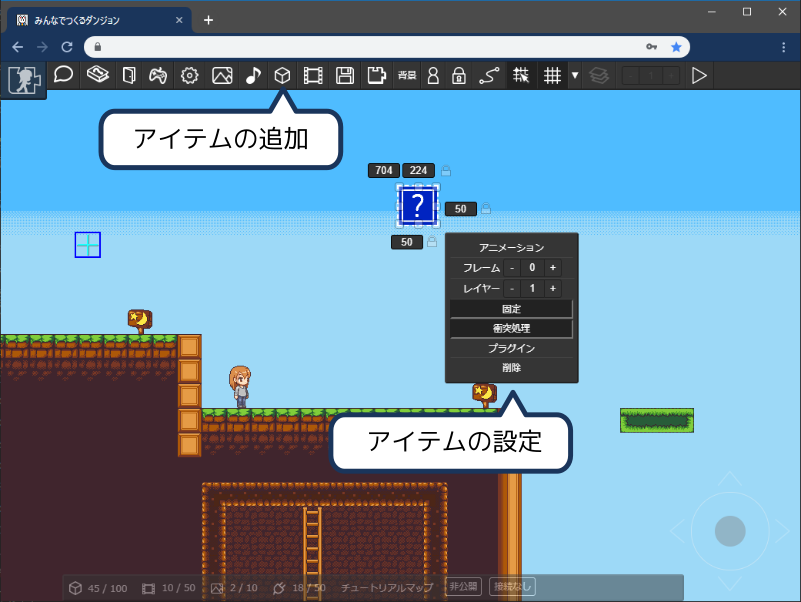 みんなでつくるダンジョン
背景
アイテムの追加
704 224
?
50
50
アニメーション
フレーム - 0 +
レイヤー - 1 +
固定
衝突処理
プラグイン
削除
アイテムの設定
45 / 100 10 / 50 2 / 10 18 / 50 チュートリアルマップ 非公開 接続なし